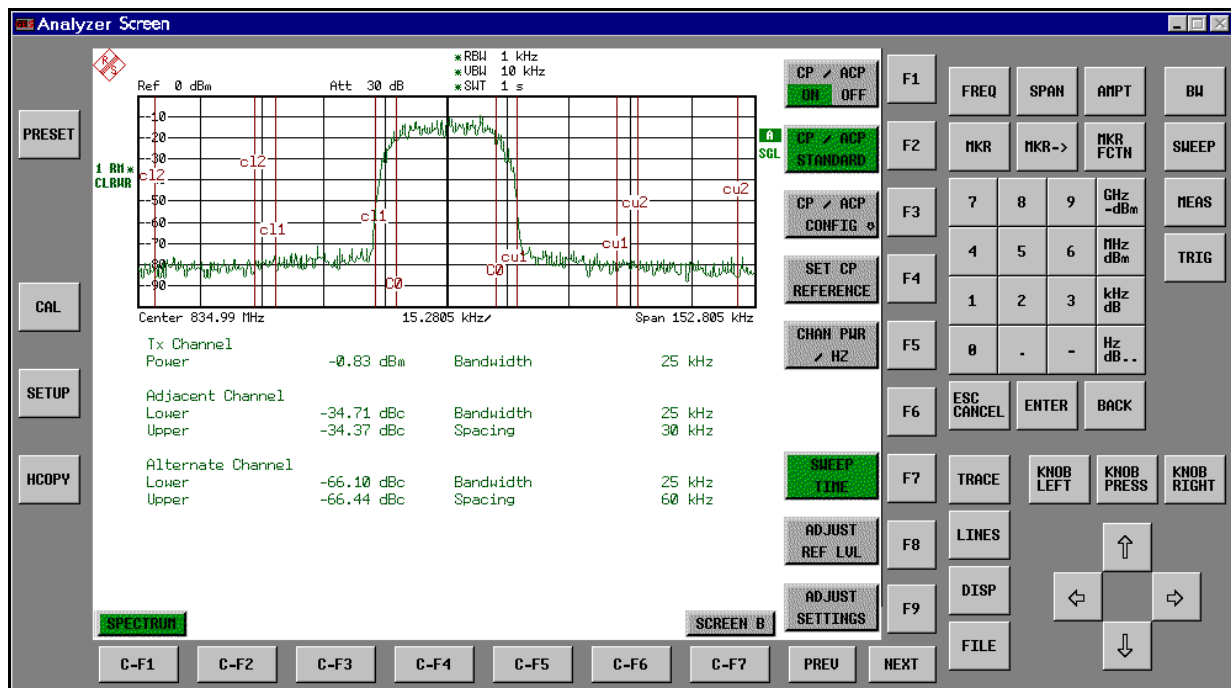 Analyzer Screen
R S
*RBW 1 kHz
*VBW 10 kHz
Ref 0 dBm Att 30 dB *SWT 1 s
-10
-20
-30
-50
-60
-70
-80
-90
1 RM*
CLRWR
A
SGL
cl2
cl2
cl1
cl1
C0
C0
cu1
cu1
cu2
cu2
Center 834.99 MHz 15.2805 kHz/ Span 152.805 kHz
Tx Channel
Power -0.83 dBm Bandwidth 25 kHz
Adjacent Channel
Lower -34.71 dBc Bandwidth 25 kHz
Upper -34.37 dBc Spacing 30 kHz
Alternate Channel
Lower -66.10 dBc Bandwidth 25 kHz
Upper -66.44 dBc Spacing 60 kHz
SPECTRUM
SCREEN B
PRESET
CAL
SETUP
HCOPY
CP / ACP
ON OFF
CP / ACP
STANDARD
CP / ACP
CONFIG
SET CP
REFERENCE
CHAN PWR
/ HZ
SWEEP
TIME
ADJUST
REF LVL
ADJUST
SETTINGS
F1
F2
F3
F4
F5
F6
F7
F8
F9
FREQ SPAN AMPT BW
MKR MKR-> MKR FCTN SWEEP
7 8 9 GHz -dBm MEAS
4 5 6 MHz dBm TRIG
1 2 3 kHz dB
0 . - Hz dB..
ESC CANCEL ENTER BACK
TRACE KNOB LEFT KNOB PRESS KNOB RIGHT
LINES
DISP
FILE
C-F1 C-F2 C-F3 C-F4 C-F5 C-F6 C-F7 PREV NEXT